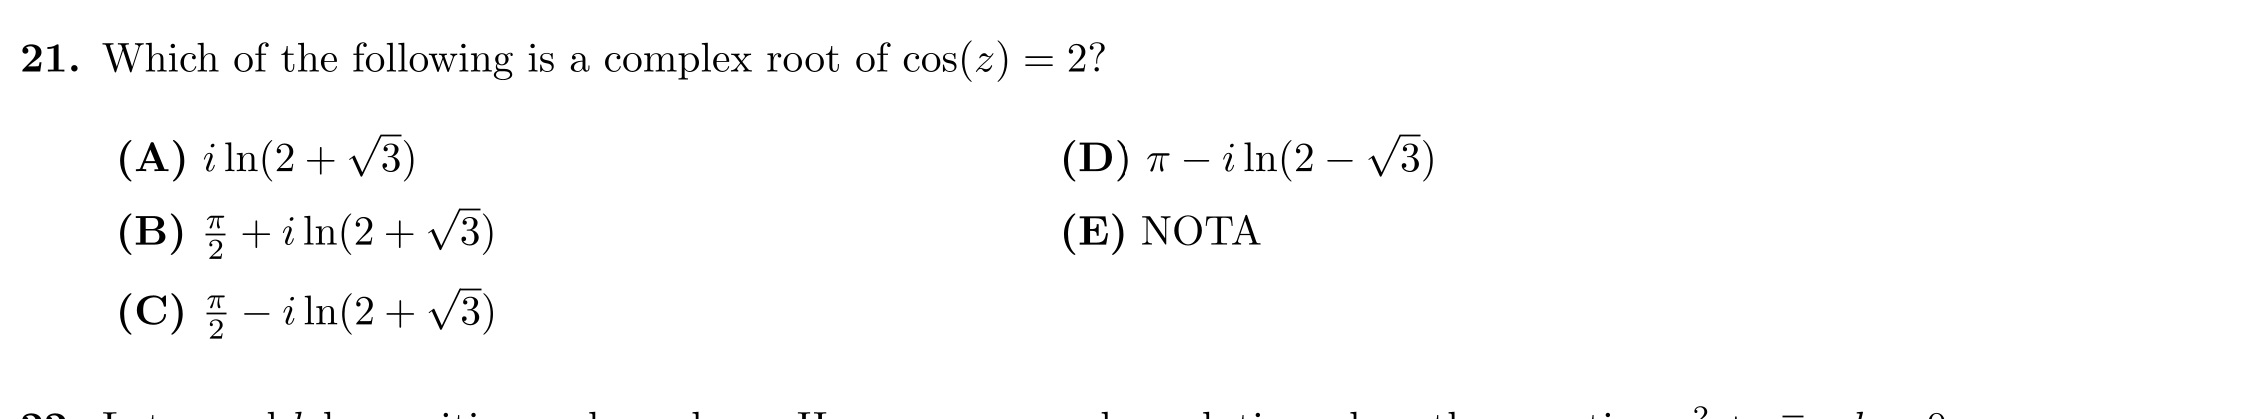 21. Which of the following is a complex root of cos(z) = 2?
(A) i ln(2 + √3)
(B) π/2 + i ln(2 + √3)
(C) π/2 − i ln(2 + √3)
(D) π − i ln(2 − √3)
(E) NOTA